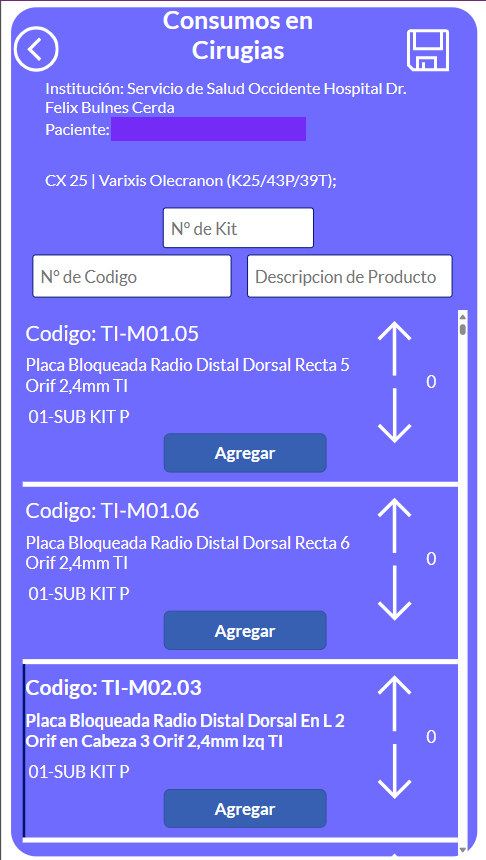 Consumos en
Cirugias
Institución: Servicio de Salud Occidente Hospital Dr.
Felix Bulnes Cerda
Paciente:
CX 25 | Varixis Olecranon (K25/43P/39T);
Nº de Kit
Nº de Codigo
Descripcion de Producto
Codigo: TI-M01.05
Placa Bloqueada Radio Distal Dorsal Recta 5
Orif 2,4mm TI
0
01-SUB KIT P
Agregar
Codigo: TI-M01.06
Placa Bloqueada Radio Distal Dorsal Recta 6
Orif 2,4mm TI
0
01-SUB KIT P
Agregar
Codigo: TI-M02.03
Placa Bloqueada Radio Distal Dorsal En L 2
Orif en Cabeza 3 Orif 2,4mm Izq TI
0
01-SUB KIT P
Agregar